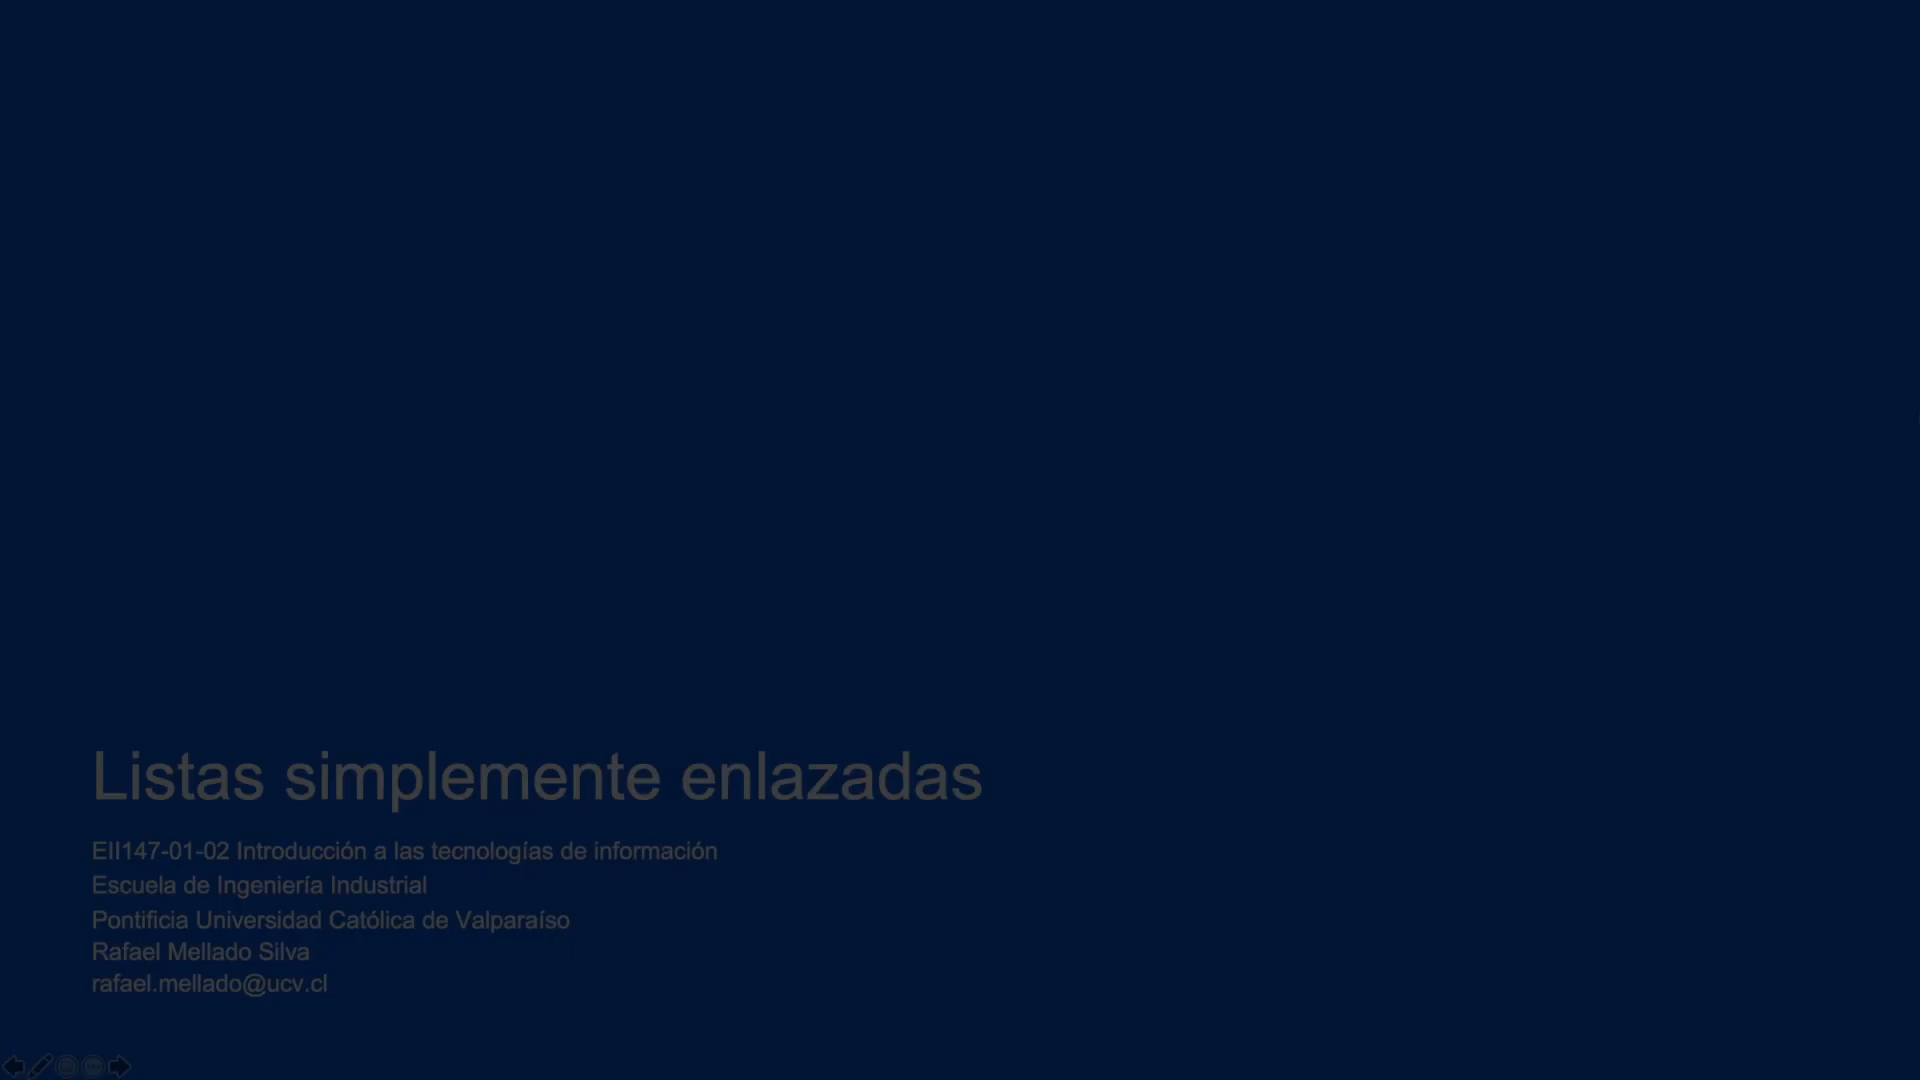 Listas simplemente enlazadas
EII147-01-02 Introducción a las tecnologías de información
Escuela de Ingeniería Industrial
Pontificia Universidad Católica de Valparaíso
Rafael Mellado Silva
rafael.mellado@ucv.cl